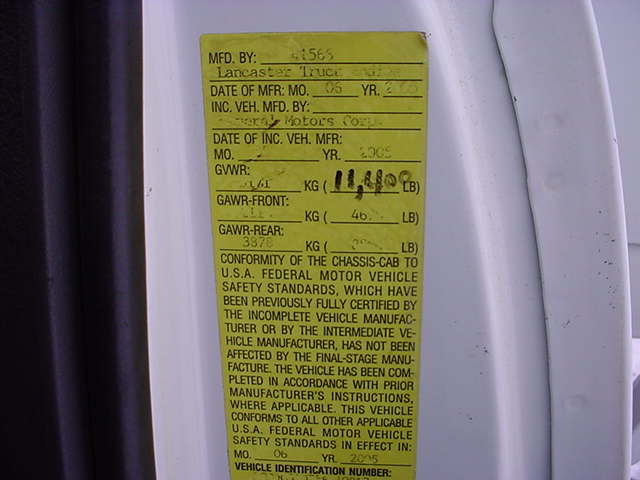 MFD. BY: 41566
Lancaster Truck
DATE OF MFR: MO. 06 YR.
INC. VEH. MFD. BY:
Motors Corp.
DATE OF INC. VEH. MFR:
MO. YR. 2005
GVWR:
KG ( 11,400 LB)
GAWR-FRONT:
KG ( LB)
GAWR-REAR:
3878 KG ( LB)
CONFORMITY OF THE CHASSIS-CAB TO
U.S.A. FEDERAL MOTOR VEHICLE
SAFETY STANDARDS, WHICH HAVE
BEEN PREVIOUSLY FULLY CERTIFIED BY
THE INCOMPLETE VEHICLE MANUFAC-
TURER OR BY THE INTERMEDIATE VE-
HICLE MANUFACTURER, HAS NOT BEEN
AFFECTED BY THE FINAL-STAGE MANU-
FACTURE. THE VEHICLE HAS BEEN COM-
PLETED IN ACCORDANCE WITH PRIOR
MANUFACTURER'S INSTRUCTIONS,
WHERE APPLICABLE. THIS VEHICLE
CONFORMS TO ALL OTHER APPLICABLE
U.S.A. FEDERAL MOTOR VEHICLE
SAFETY STANDARDS IN EFFECT IN:
MO. 06 YR. 2005
VEHICLE IDENTIFICATION NUMBER: